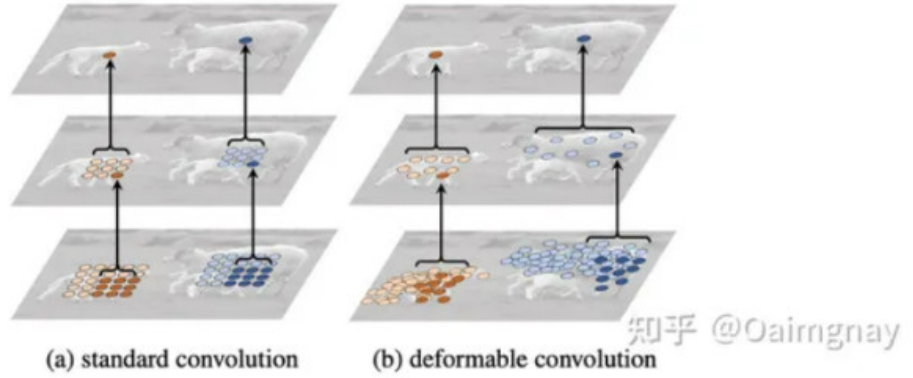 知乎 @Oaimgnay
(a) standard convolution
(b) deformable convolution